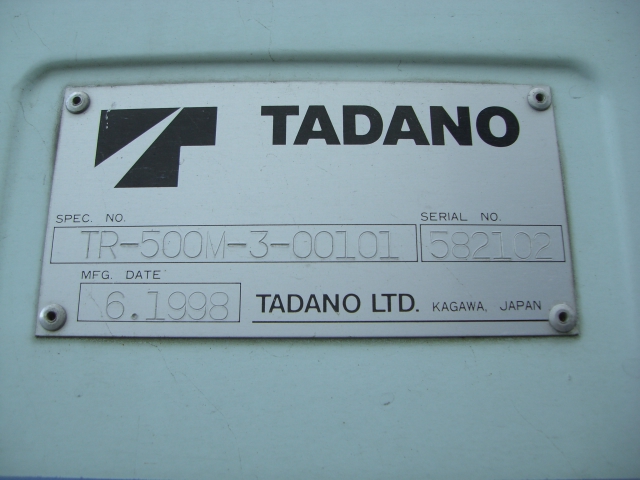 TADANO
SPEC. NO. SERIAL NO.
TR-500M-3-00101 582102
MFG. DATE
6.1998 TADANO LTD. KAGAWA, JAPAN